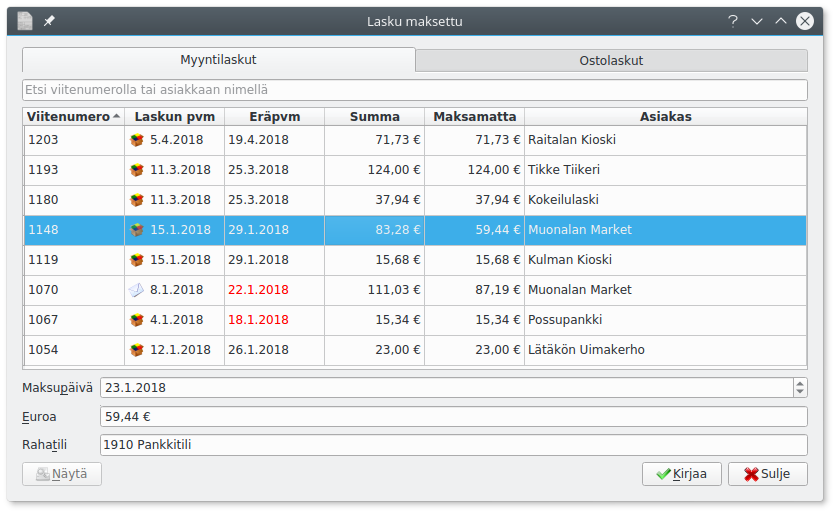 Lasku maksettu
Myyntilaskut Ostolaskut
Etsi viitenumerolla tai asiakkaan nimellä
Viitenumero Laskun pvm Eräpvm Summa Maksamatta Asiakas
1203 5.4.2018 19.4.2018 71,73 € 71,73 € Raitalan Kioski
1193 11.3.2018 25.3.2018 124,00 € 124,00 € Tikke Tiikeri
1180 11.3.2018 25.3.2018 37,94 € 37,94 € Kokeilulaski
1148 15.1.2018 29.1.2018 83,28 € 59,44 € Muonalan Market
1119 15.1.2018 29.1.2018 15,68 € 15,68 € Kulman Kioski
1070 8.1.2018 22.1.2018 111,03 € 87,19 € Muonalan Market
1067 4.1.2018 18.1.2018 15,34 € 15,34 € Possupankki
1054 12.1.2018 26.1.2018 23,00 € 23,00 € Lätäkön Uimakerho
Maksupäivä 23.1.2018
Euroa 59,44 €
Rahatili 1910 Pankkitili
Näytä Kirjaa Sulje